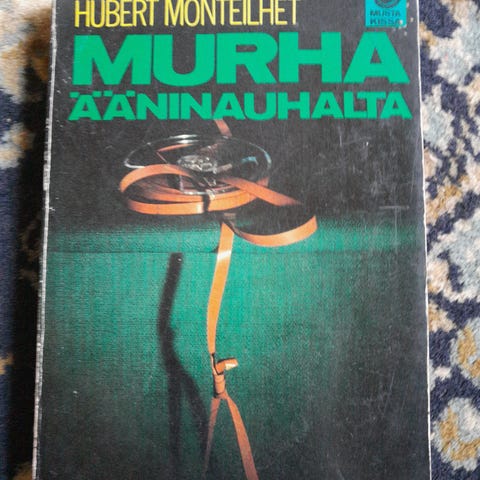 HUBERT MONTEILHET
MUSTA
KISSA
MURHA
ÄÄNINAUHALTA